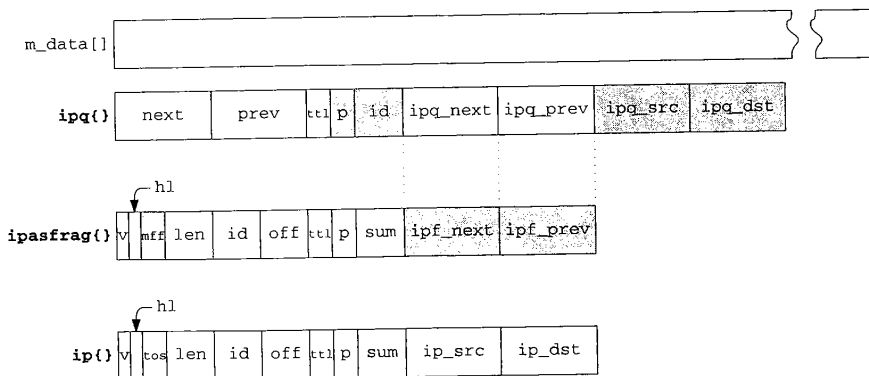 m_data[]
ipq{} next prev ttl p id ipq_next ipq_prev ipq_src ipq_dst
hl
ipasfrag{} v mff len id off ttl p sum ipf_next ipf_prev
hl
ip{} v tos len id off ttl p sum ip_src ip_dst